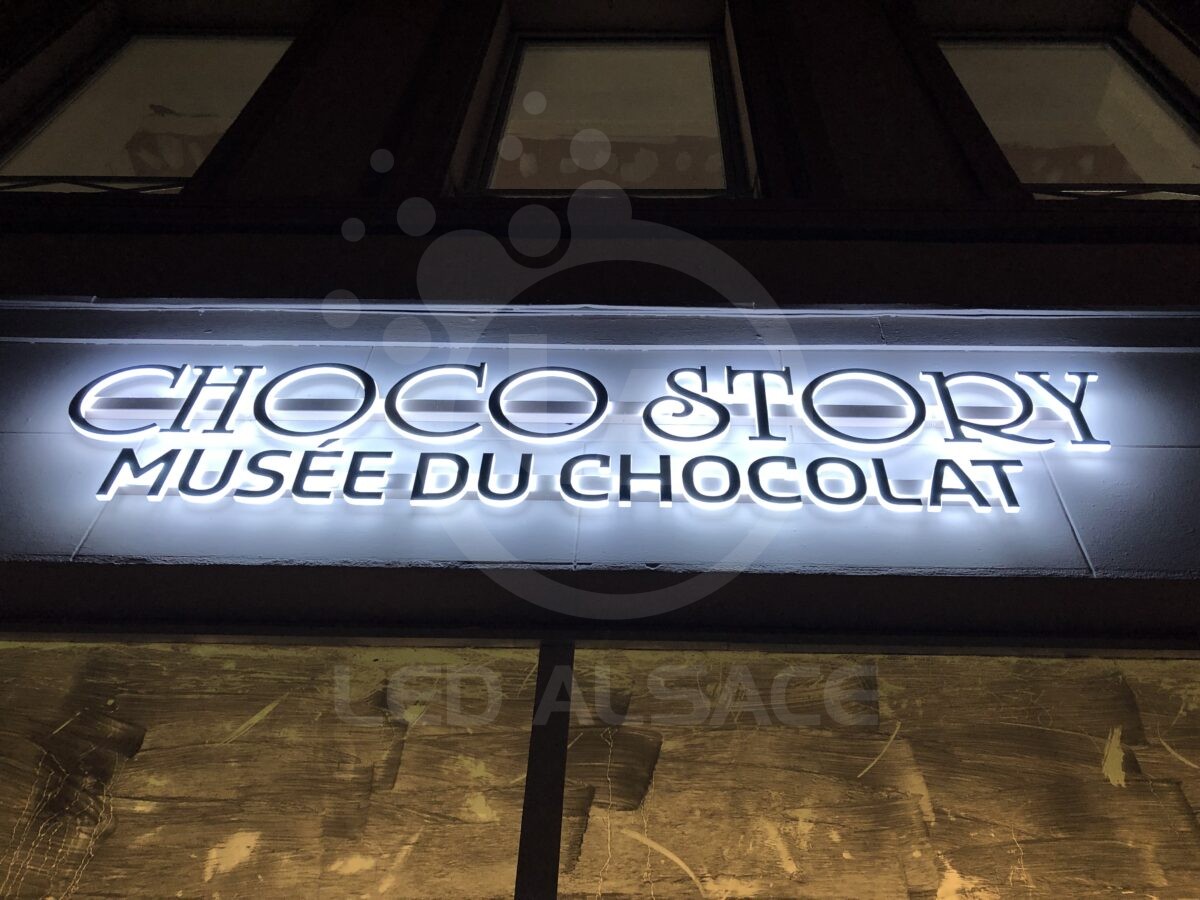 CHOCO STORY
MUSÉE DU CHOCOLAT
LED ALSACE